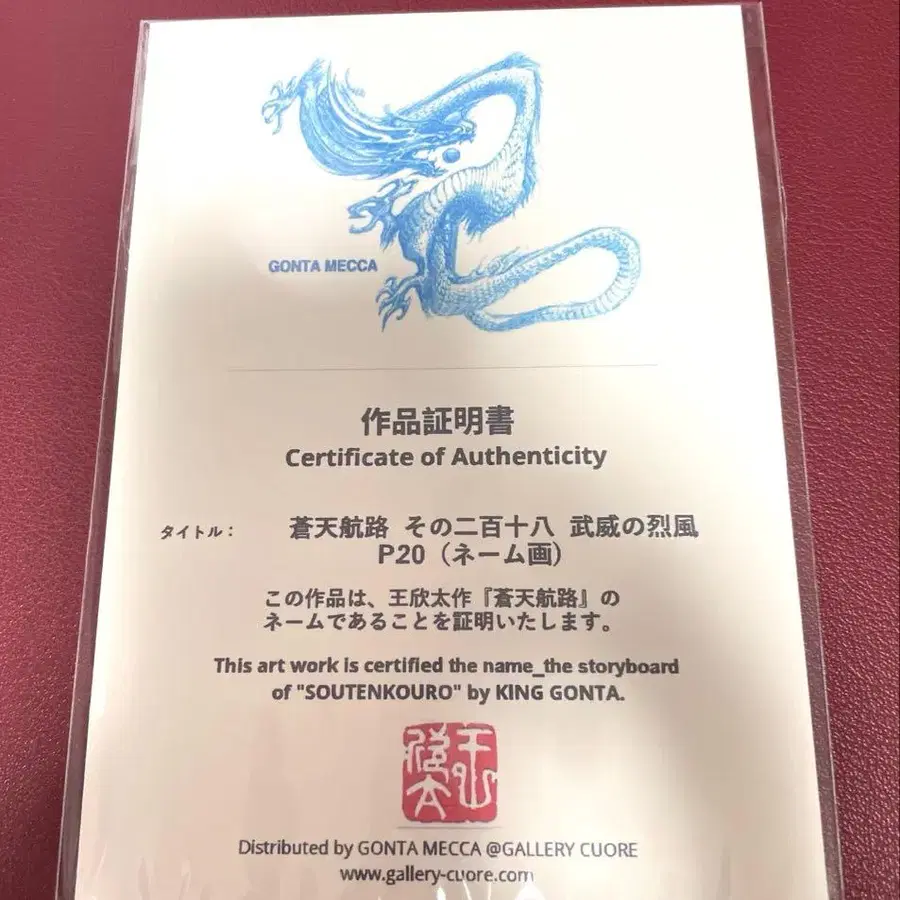 GONTA MECCA
作品証明書
Certificate of Authenticity
タイトル： 蒼天航路 その二百十八 武威の烈風
P20（ネーム画）
この作品は、王欣太作『蒼天航路』の
ネームであることを証明いたします。
This art work is certified the name_the storyboard
of "SOUTENKOURO" by KING GONTA.
Distributed by GONTA MECCA @GALLERY CUORE
www.gallery-cuore.com